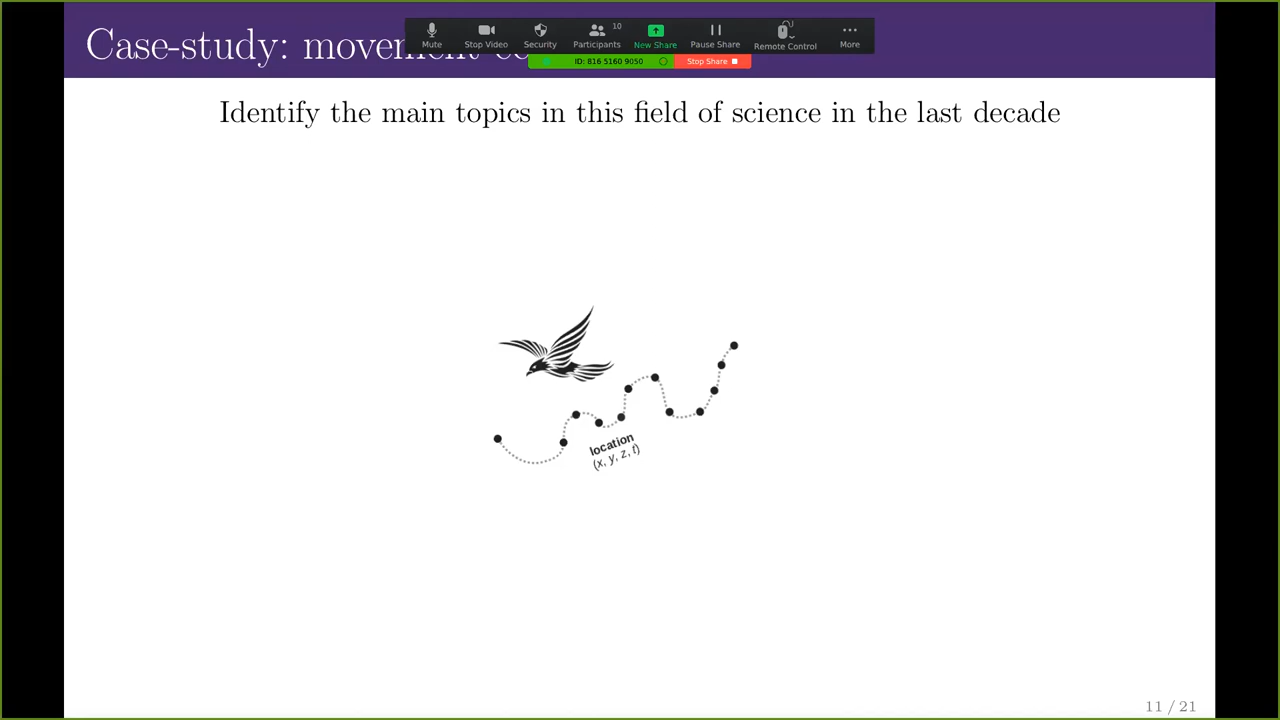 Case-study: movement
10
Mute Stop Video Security Participants New Share Pause Share Remote Control More
ID: 816 5160 9050 Stop Share
Identify the main topics in this field of science in the last decade
location
(x, y, z, t)
11 / 21